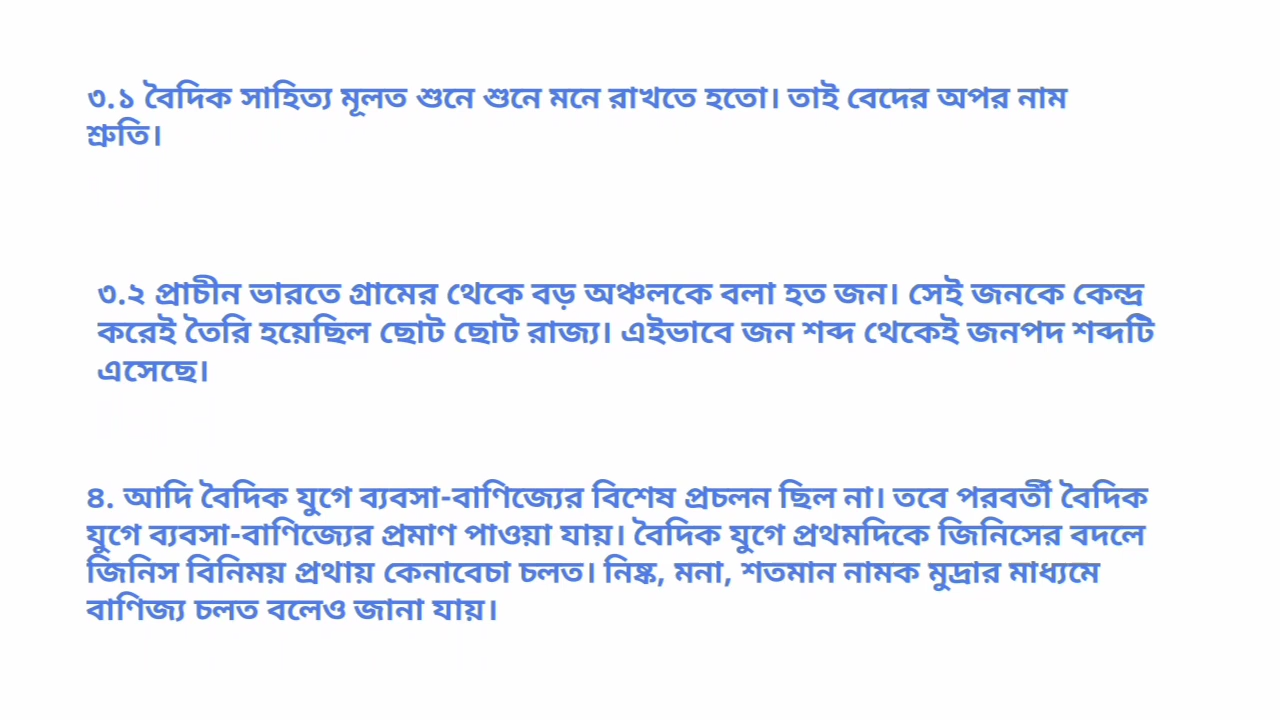 ৩.১ বৈদিক সাহিত্য মূলত শুনে শুনে মনে রাখতে হতো। তাই বেদের অপর নাম
শ্রুতি।
৩.২ প্রাচীন ভারতে গ্রামের থেকে বড় অঞ্চলকে বলা হত জন। সেই জনকে কেন্দ্র
করেই তৈরি হয়েছিল ছোট ছোট রাজ্য। এইভাবে জন শব্দ থেকেই জনপদ শব্দটি
এসেছে।
৪. আদি বৈদিক যুগে ব্যবসা-বাণিজ্যের বিশেষ প্রচলন ছিল না। তবে পরবর্তী বৈদিক
যুগে ব্যবসা-বাণিজ্যের প্রমাণ পাওয়া যায়। বৈদিক যুগে প্রথমদিকে জিনিসের বদলে
জিনিস বিনিময় প্রথায় কেনাবেচা চলত। নিষ্ক, মনা, শতমান নামক মুদ্রার মাধ্যমে
বাণিজ্য চলত বলেও জানা যায়।